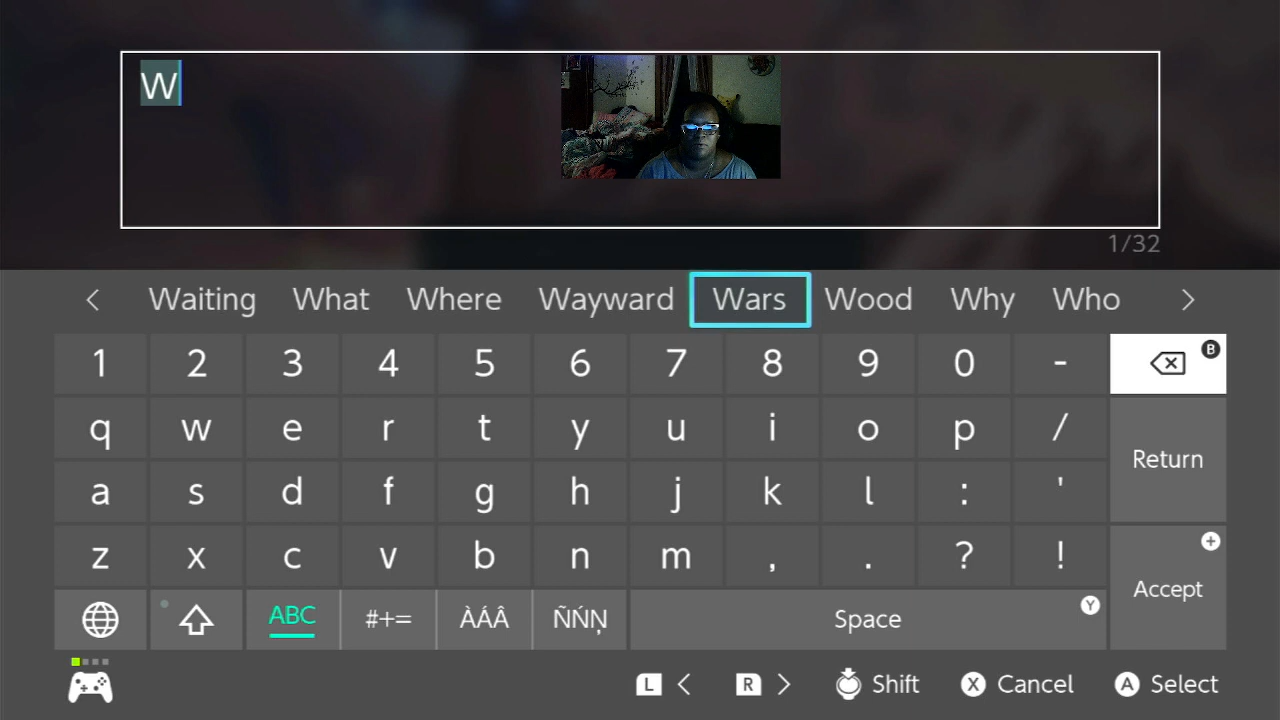 W
1/32
< Waiting What Where Wayward Wars Wood Why Who >
1 2 3 4 5 6 7 8 9 0 - B
q w e r t y u i o p /
Return
a s d f g h j k l : '
z x c v b n m , . ? ! +
Accept
ABC #+= ÀÁÂ ÑŃŅ Space Y
L < R > Shift X Cancel A Select